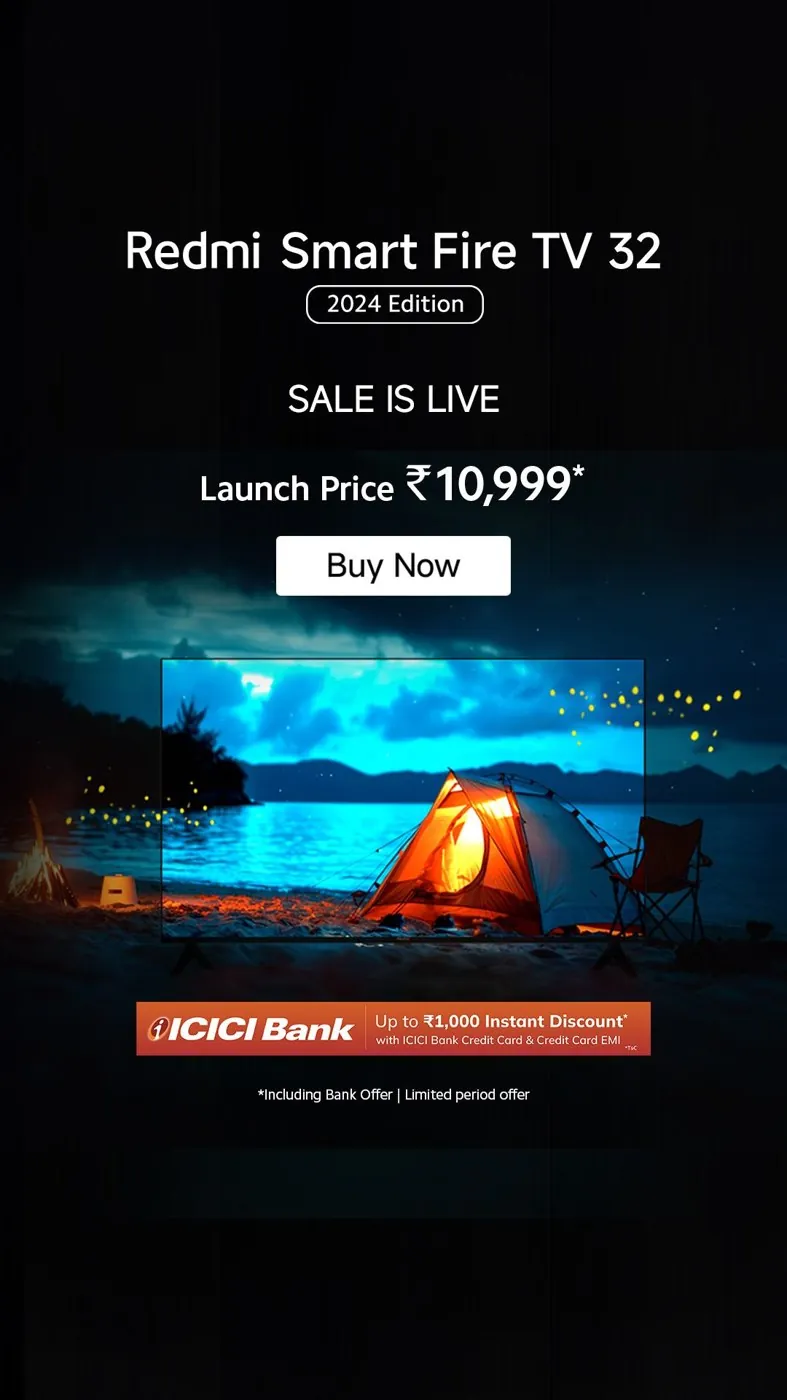 Redmi Smart Fire TV 32
2024 Edition
SALE IS LIVE
Launch Price ₹10,999*
Buy Now
ICICI Bank
Up to ₹1,000 Instant Discount*
with ICICI Bank Credit Card & Credit Card EMI
*T&C
*Including Bank Offer | Limited period offer